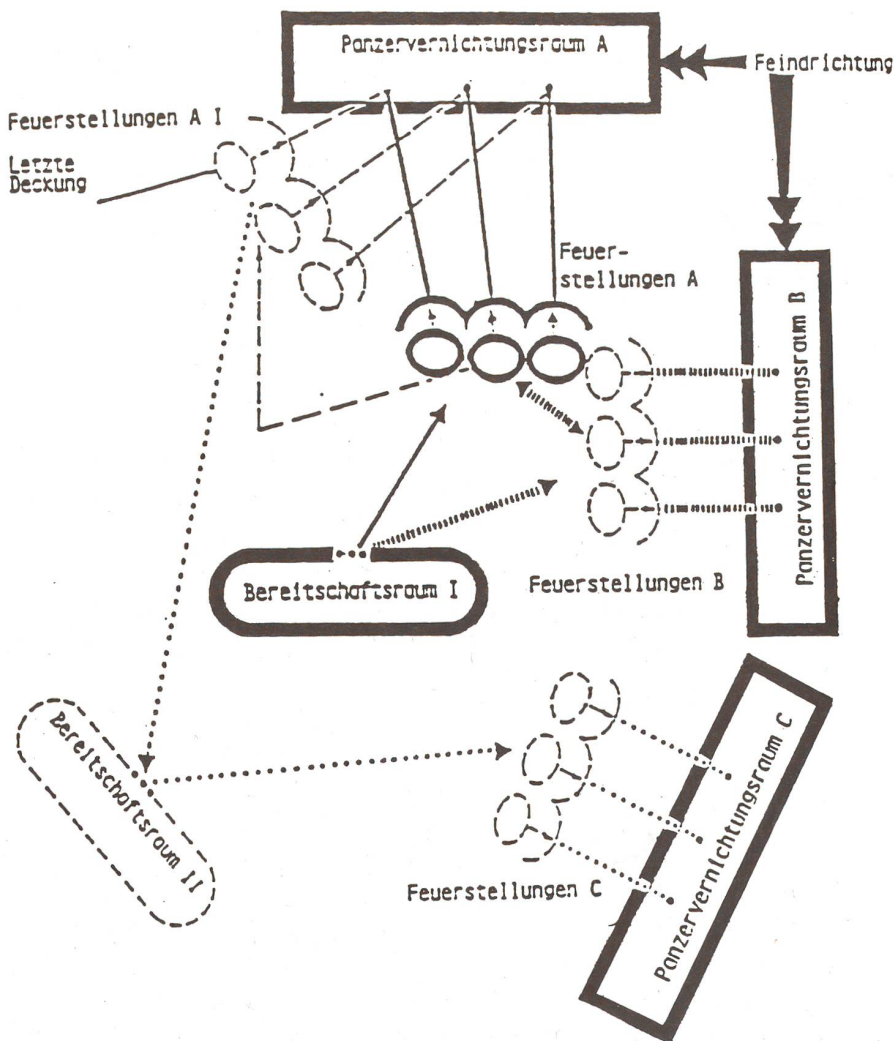 Panzervernichtungsraum A
Feindrichtung
Feuerstellungen A I
Letzte
Deckung
Feuer-
stellungen A
Panzervernichtungsraum B
Bereitschaftsraum I
Feuerstellungen B
Bereitschaftsraum II
Feuerstellungen C
Panzervernichtungsraum C